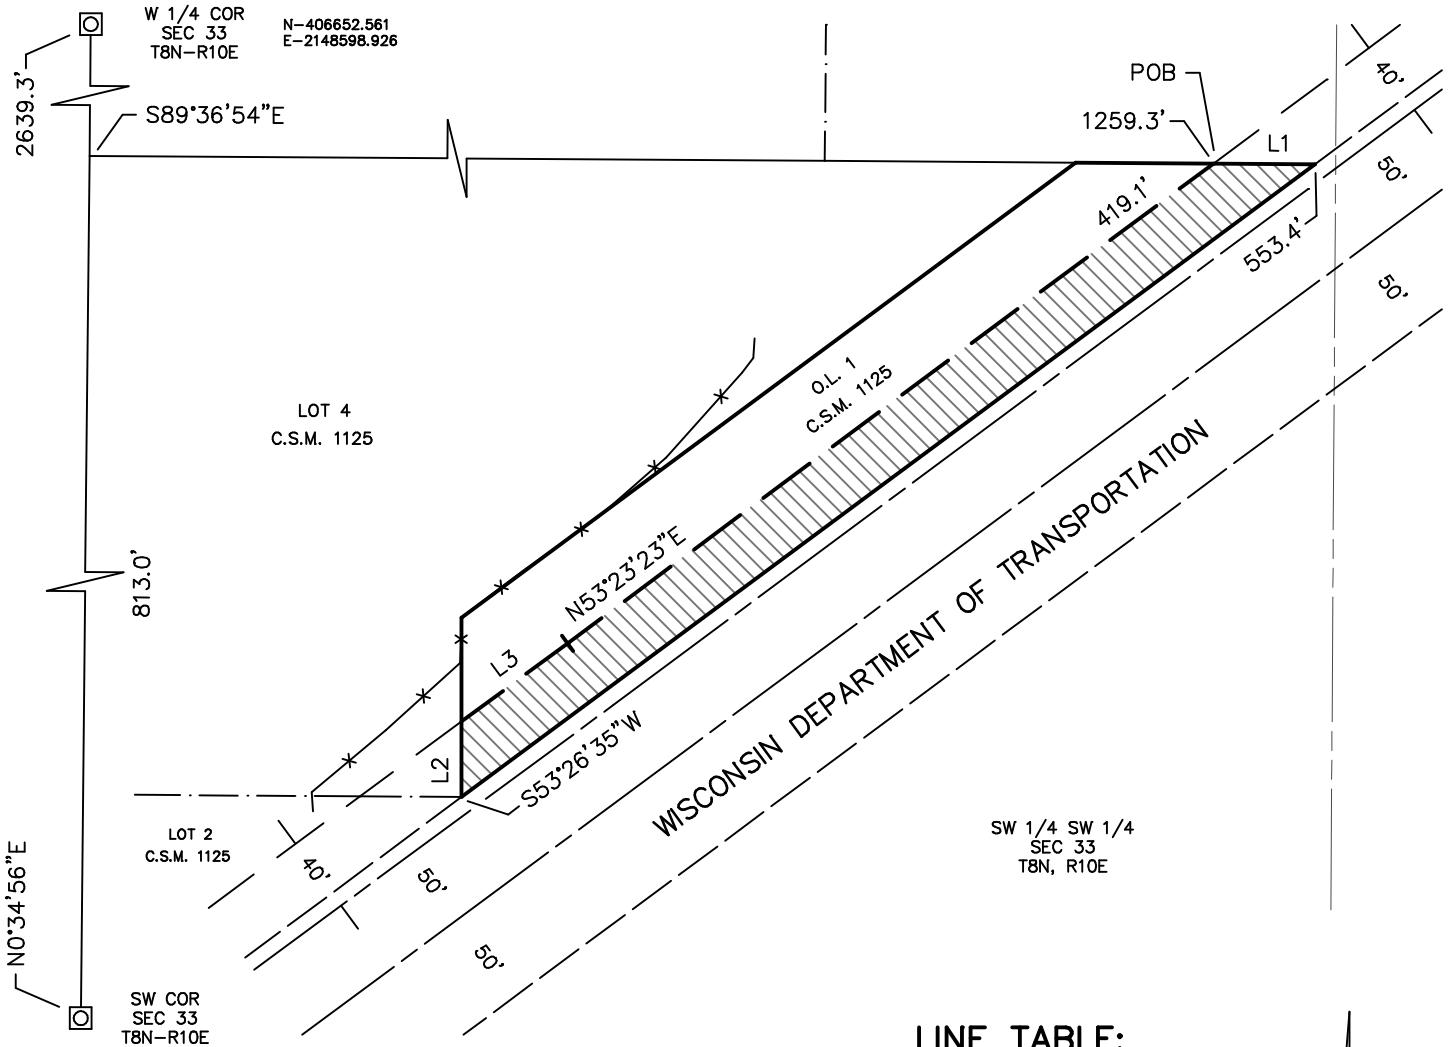 W 1/4 COR
SEC 33
T8N-R10E
N-406652.561
E-2148598.926
2639.3'
S89°36'54"E
POB
1259.3'
L1
40'
50'
50'
419.1'
553.4'
O.L. 1
C.S.M. 1125
LOT 4
C.S.M. 1125
N53°23'23"E
L3
813.0'
L2
S53°26'35"W
WISCONSIN DEPARTMENT OF TRANSPORTATION
LOT 2
C.S.M. 1125
40'
50'
50'
SW 1/4 SW 1/4
SEC 33
T8N, R10E
N0°34'56"E
SW COR
SEC 33
T8N-R10E
LINE TABLE: